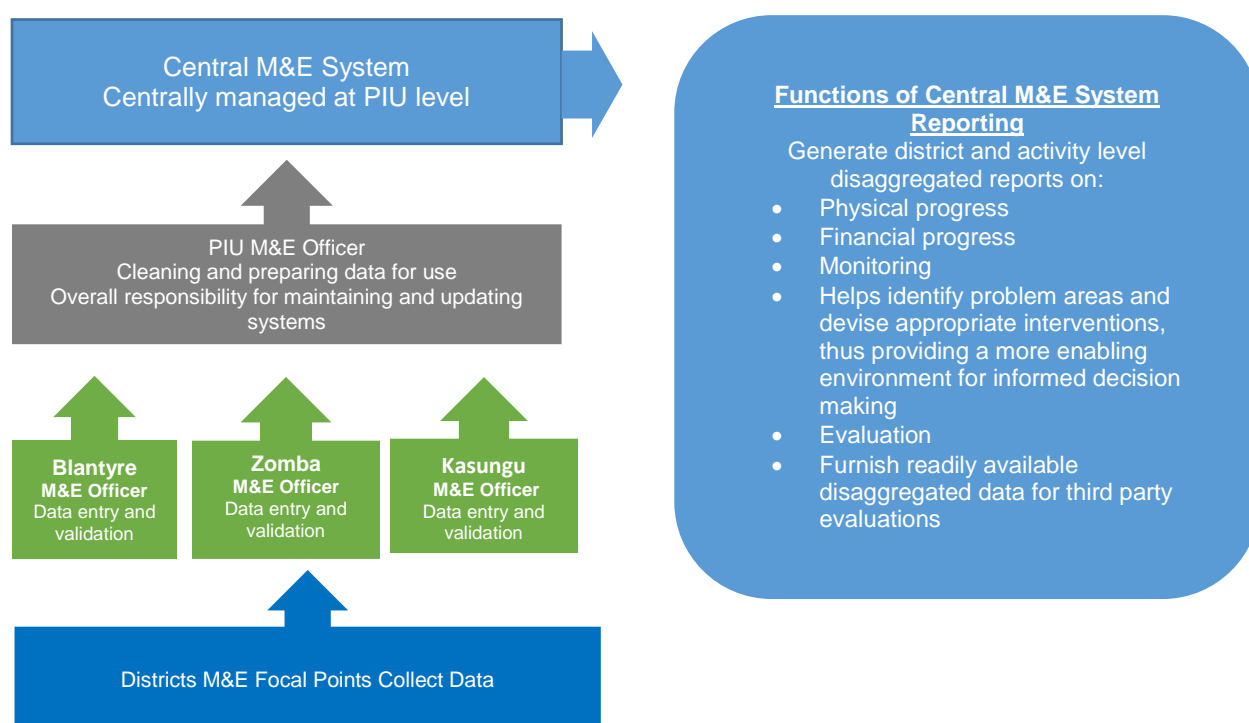 Central M&E System
Centrally managed at PIU level
PIU M&E Officer
Cleaning and preparing data for use
Overall responsibility for maintaining and updating
systems
Blantyre
M&E Officer
Data entry and
validation
Zomba
M&E Officer
Data entry and
validation
Kasungu
M&E Officer
Data entry and
validation
Districts M&E Focal Points Collect Data
Functions of Central M&E System
Reporting
Generate district and activity level
disaggregated reports on:
• Physical progress
• Financial progress
• Monitoring
• Helps identify problem areas and
devise appropriate interventions,
thus providing a more enabling
environment for informed decision
making
• Evaluation
• Furnish readily available
disaggregated data for third party
evaluations